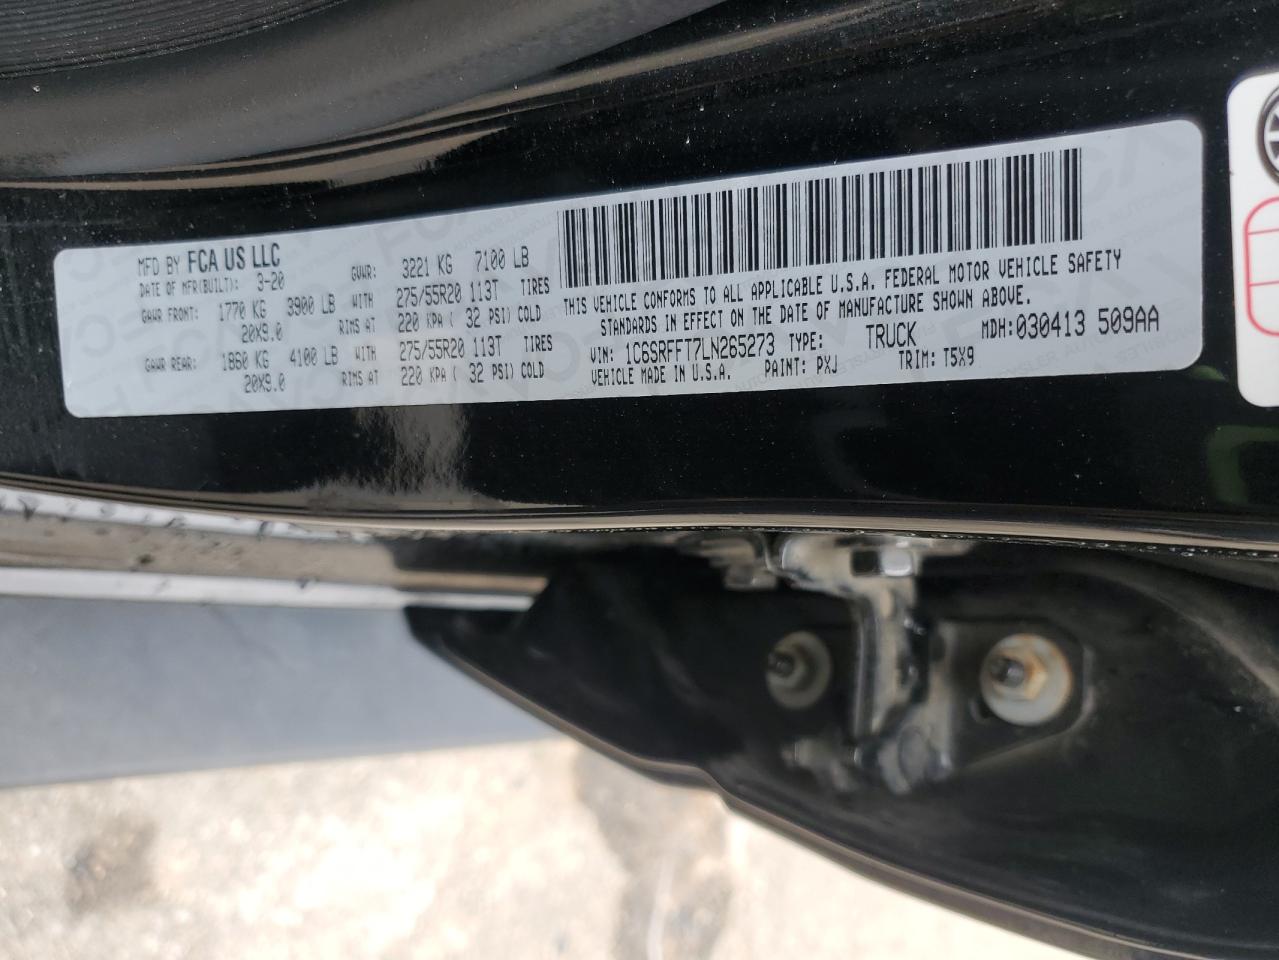 MFD BY FCA US LLC
DATE OF MFR(BUILT): 3-20 GVWR: 3221 KG 7100 LB
GAWR FRONT: 1770 KG 3900 LB WITH 275/55R20 113T TIRES
20X9.0 RIMS AT 220 KPA ( 32 PSI) COLD
GAWR REAR: 1860 KG 4100 LB WITH 275/55R20 113T TIRES
20X9.0 RIMS AT 220 KPA ( 32 PSI) COLD
THIS VEHICLE CONFORMS TO ALL APPLICABLE U.S.A. FEDERAL MOTOR VEHICLE SAFETY
STANDARDS IN EFFECT ON THE DATE OF MANUFACTURE SHOWN ABOVE.
VIN: 1C6SRFFT7LN265273 TYPE: TRUCK MDH:030413 509AA
VEHICLE MADE IN U.S.A. PAINT: PXJ TRIM: T5X9